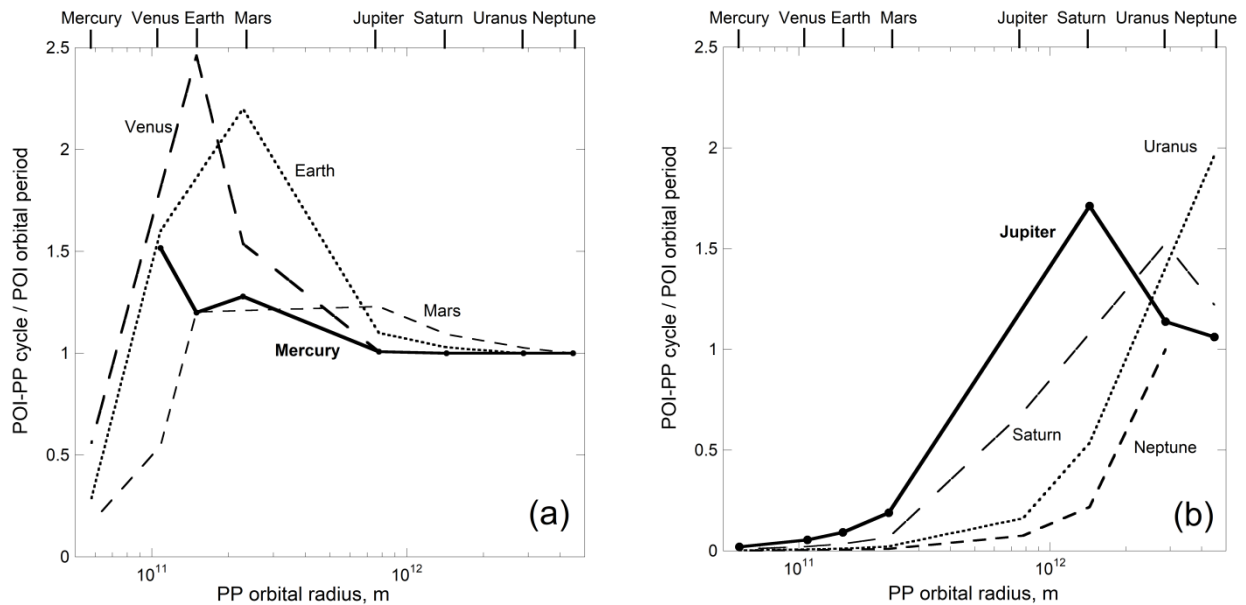 Mercury Venus Earth Mars Jupiter Saturn Uranus Neptune
2.5
2
1.5
1
0.5
0
POI-PP cycle / POI orbital period
Venus
Earth
Mars
Mercury
(a)
10¹¹ 10¹²
PP orbital radius, m
Mercury Venus Earth Mars Jupiter Saturn Uranus Neptune
2.5
2
1.5
1
0.5
0
POI-PP cycle / POI orbital period
Uranus
Jupiter
Saturn
Neptune
(b)
10¹¹ 10¹²
PP orbital radius, m